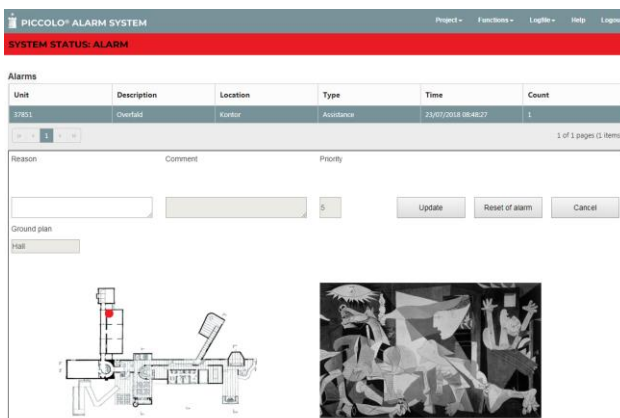 PICCOLO® ALARM SYSTEM
Project Functions Logfile Help Logout
SYSTEM STATUS: ALARM
Alarms
Unit Description Location Type Time Count
37851 Overfald Kontor Assistance 23/07/2018 08:48:27 1
1 1 of 1 pages (1 items
Reason Comment Priority
5 Update Reset of alarm Cancel
Ground plan
Hall